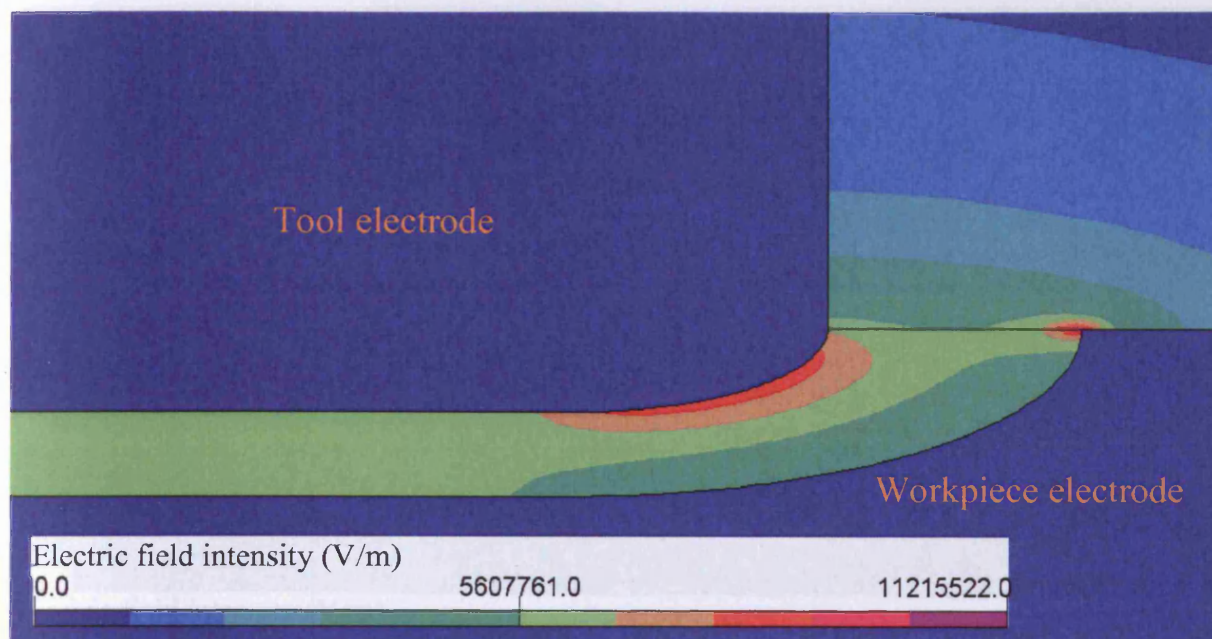 Tool electrode
Workpiece electrode
Electric field intensity (V/m)
0.0 5607761.0 11215522.0